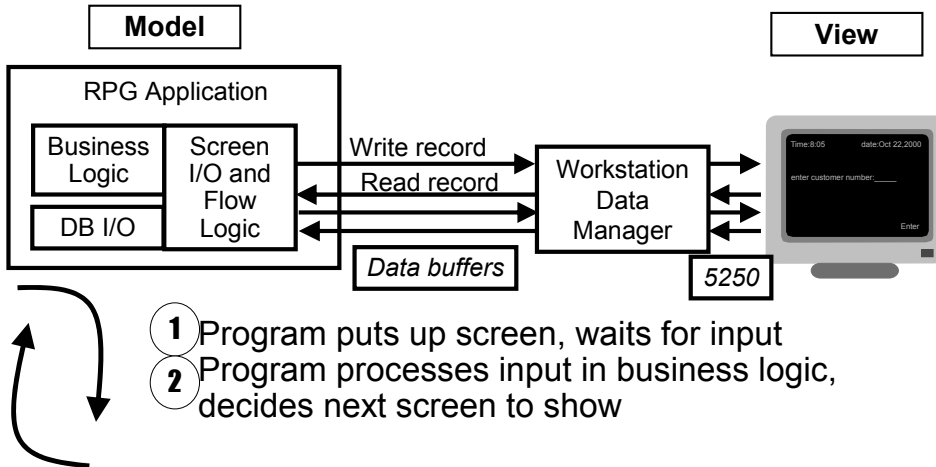 Model
View
RPG Application
Business
Logic
Screen
I/O and
Flow
Logic
DB I/O
Write record
Read record
Data buffers
Workstation
Data
Manager
5250
Time:8:05 date:Oct 22,2000
enter customer number:_____
Enter
1 Program puts up screen, waits for input
2 Program processes input in business logic,
decides next screen to show